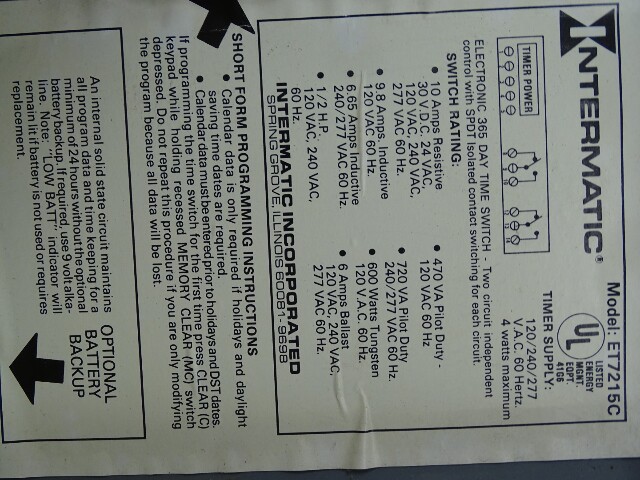 INTERMATIC®
Model: ET7215C
TIMER POWER
UL
LISTED
ENERGY
MGNT.
EQPT.
41G6
TIMER SUPPLY:
120/240/277
V.A.C. 60 Hertz.
4 watts maximum
ELECTRONIC 365 DAY TIME SWITCH - Two circuit independent
control with SPDT Isolated contact switching for each circuit.
SWITCH RATING:
• 10 Amps Resistive
30 V.D.C. 24 VAC,
120 VAC, 240 VAC,
277 VAC 60 Hz.
• 9.8 Amps Inductive
120 VAC 60 Hz.
• 6.65 Amps Inductive
240/277 VAC 60 Hz.
• 1/2 H.P.
120 VAC, 240 VAC,
60 Hz.
• 470 VA Pilot Duty -
120 VAC 60 Hz
• 720 VA Pilot Duty
240/277 VAC 60 Hz.
• 600 Watts Tungsten
120 V.A.C. 60 Hz.
• 6 Amps Ballast
120 VAC, 240 VAC,
277 VAC 60 Hz.
INTERMATIC INCORPORATED
SPRING GROVE, ILLINOIS 60081-9698
SHORT FORM PROGRAMMING INSTRUCTIONS
• Calendar data is only required if holidays and daylight
saving time dates are required.
• Calendar data must be entered prior to holidays and DST dates.
If programming the time switch for the first time press CLEAR (C)
keypad while holding recessed MEMORY CLEAR (MC) switch
depressed. Do not repeat this procedure if you are only modifying
the program because all data will be lost.
An internal solid state circuit maintains
all program data and time keeping for a
minimum of 24 hours without the optional
battery backup. If required, use 9 volt alka-
line. Note: "LOW BATT" indicator will
remain lit if battery is not used or requires
replacement.
OPTIONAL
BATTERY
BACKUP